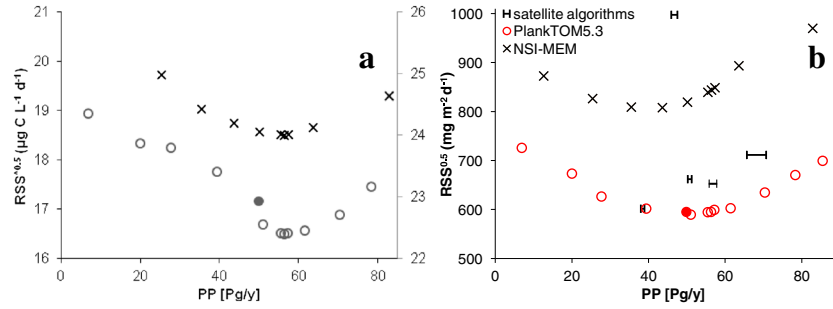 a
RSS^0.5 (µg C L-1 d-1)
19
18
17
16
26
25
24
23
22
0
20
40
60
80
PP [Pg/y]
b
satellite algorithms
PlankTOM5.3
NSI-MEM
RSS0.5 (mg m-2 d-1)
1000
900
800
700
600
500
0
20
40
60
80
PP [Pg/y]